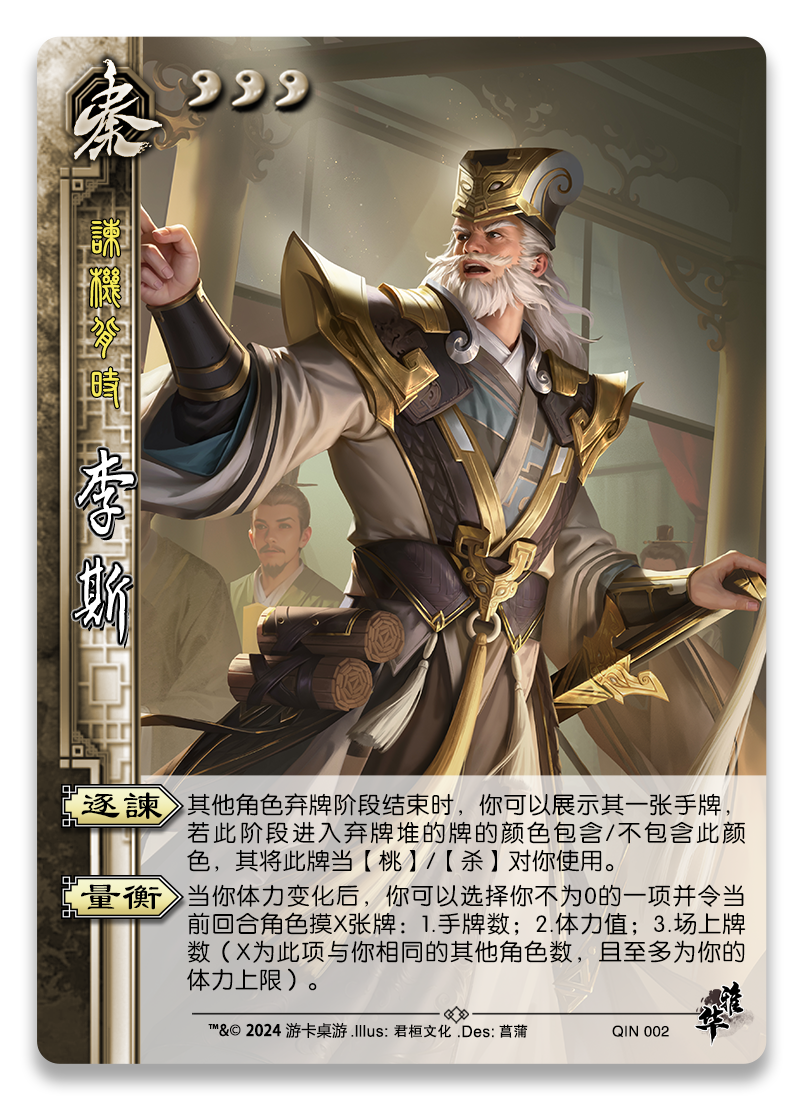 秦
諫機背時
李斯
逐諫
其他角色弃牌阶段结束时，你可以展示其一张手牌，
若此阶段进入弃牌堆的牌的颜色包含/不包含此颜
色，其将此牌当【桃】/【杀】对你使用。
量衡
当你体力变化后，你可以选择你不为0的一项并令当
前回合角色摸X张牌：1.手牌数；2.体力值；3.场上牌
数（X为此项与你相同的其他角色数，且至多为你的
体力上限）。
™&© 2024 游卡桌游 .Illus: 君桓文化 .Des: 菖蒲
QIN 002
雅华